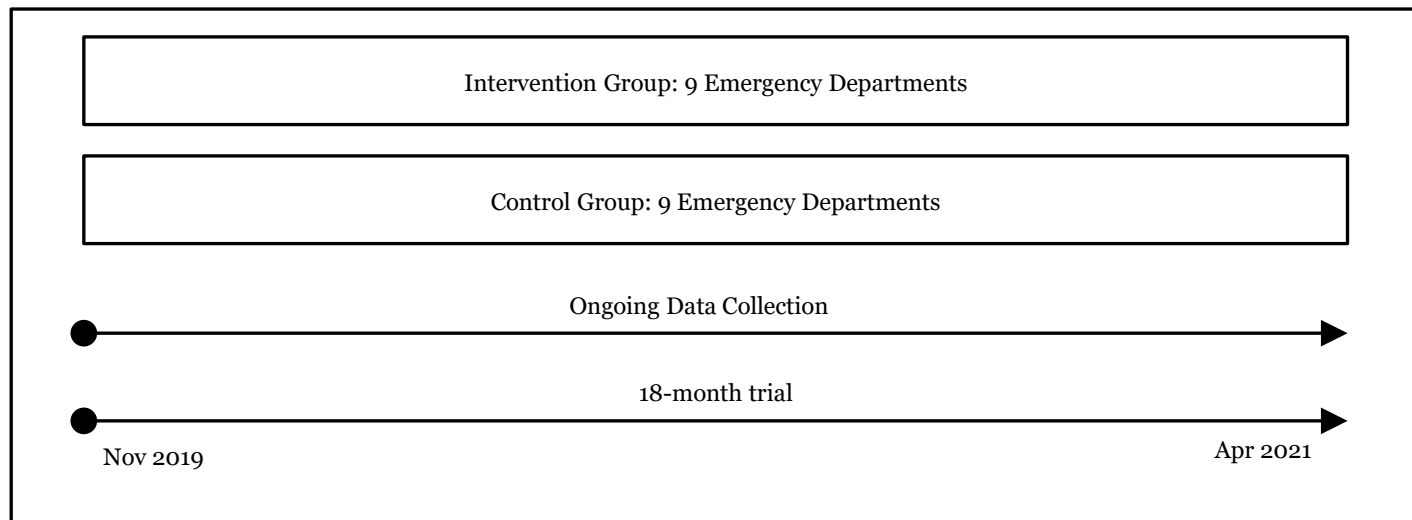 Intervention Group: 9 Emergency Departments
Control Group: 9 Emergency Departments
Ongoing Data Collection
18-month trial
Nov 2019
Apr 2021